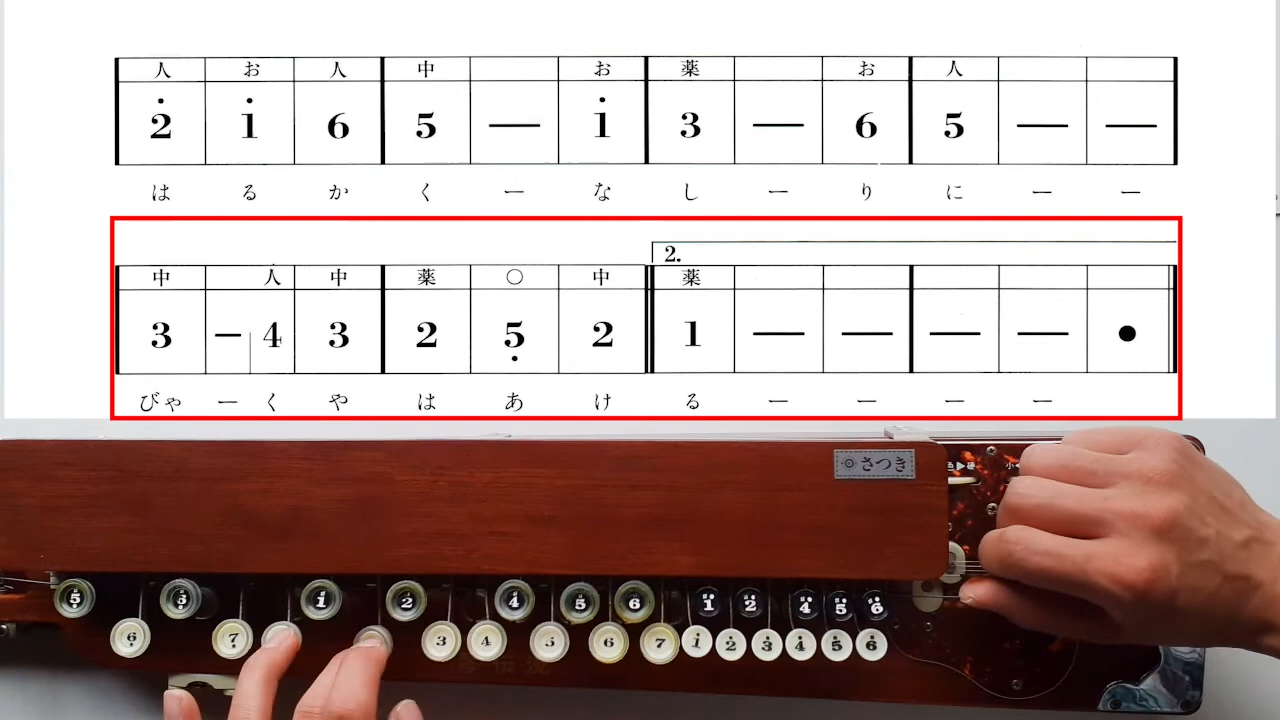 人 お 人 中 お 薬 お 人
2 1 6 5 — 1 3 — 6 5 — —
は る か く ー な し ー り に ー ー
2.
中 人 中 薬 ○ 中 薬
3 – 4 3 2 5 2 1 — — — — •
びゃ ー く や は あ け る ー ー ー ー
さつき
5 3 1 2 4 5 6 1 2 4 5 6
6 7 3 4 5 6 7 1 2 3 4 5 6